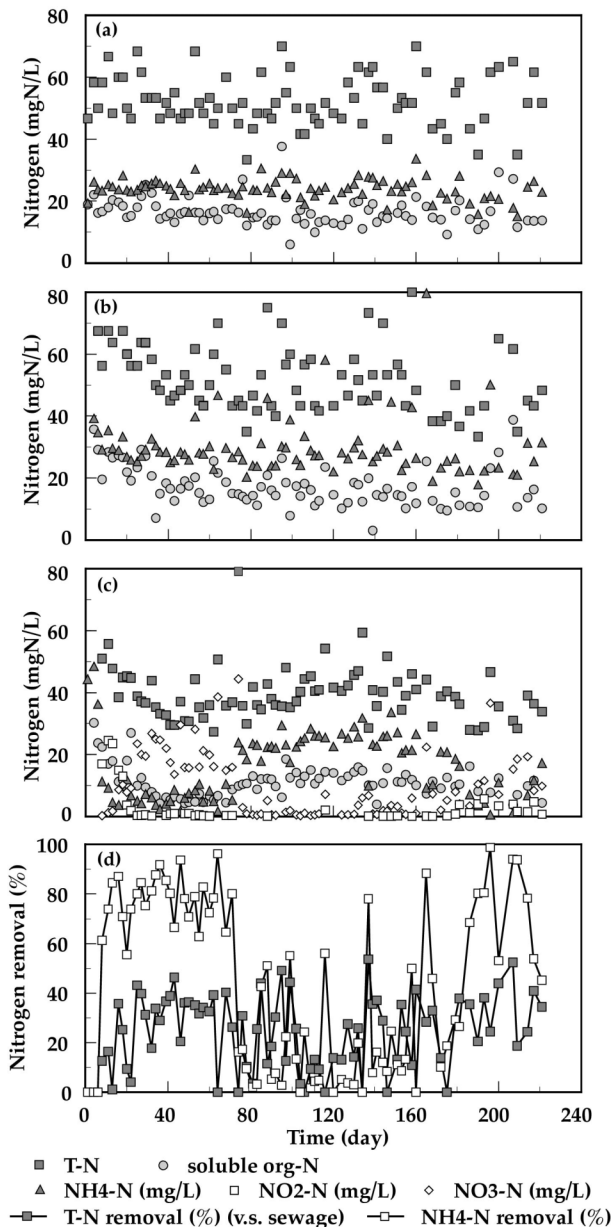 (a)
80
60
40
20
0
Nitrogen (mgN/L)
(b)
80
60
40
20
0
Nitrogen (mgN/L)
(c)
80
60
40
20
0
Nitrogen (mgN/L)
(d)
100
80
60
40
20
0
Nitrogen removal (%)
0 40 80 120 160 200 240
Time (day)
T-N soluble org-N
NH4-N (mg/L) NO2-N (mg/L) NO3-N (mg/L)
T-N removal (%) (v.s. sewage) NH4-N removal (%)